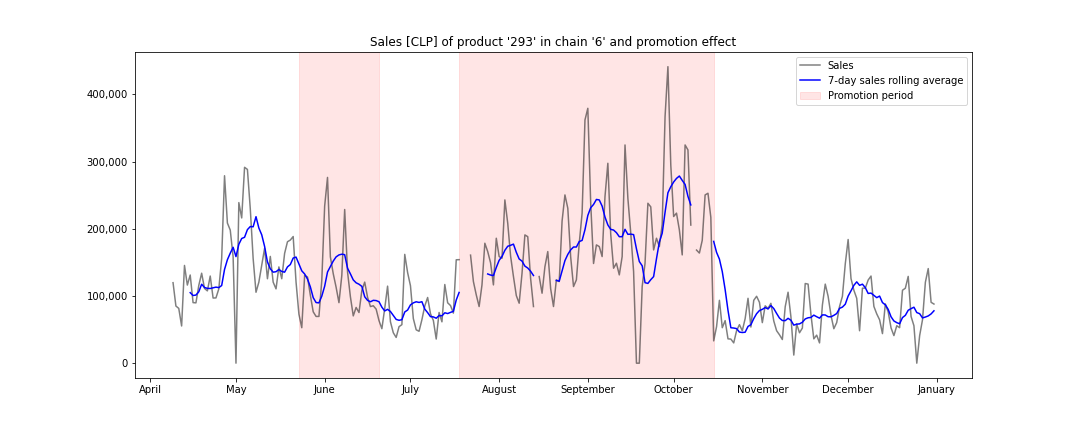 Sales [CLP] of product '293' in chain '6' and promotion effect
Sales
7-day sales rolling average
Promotion period
400,000
300,000
200,000
100,000
0
April May June July August September October November December January